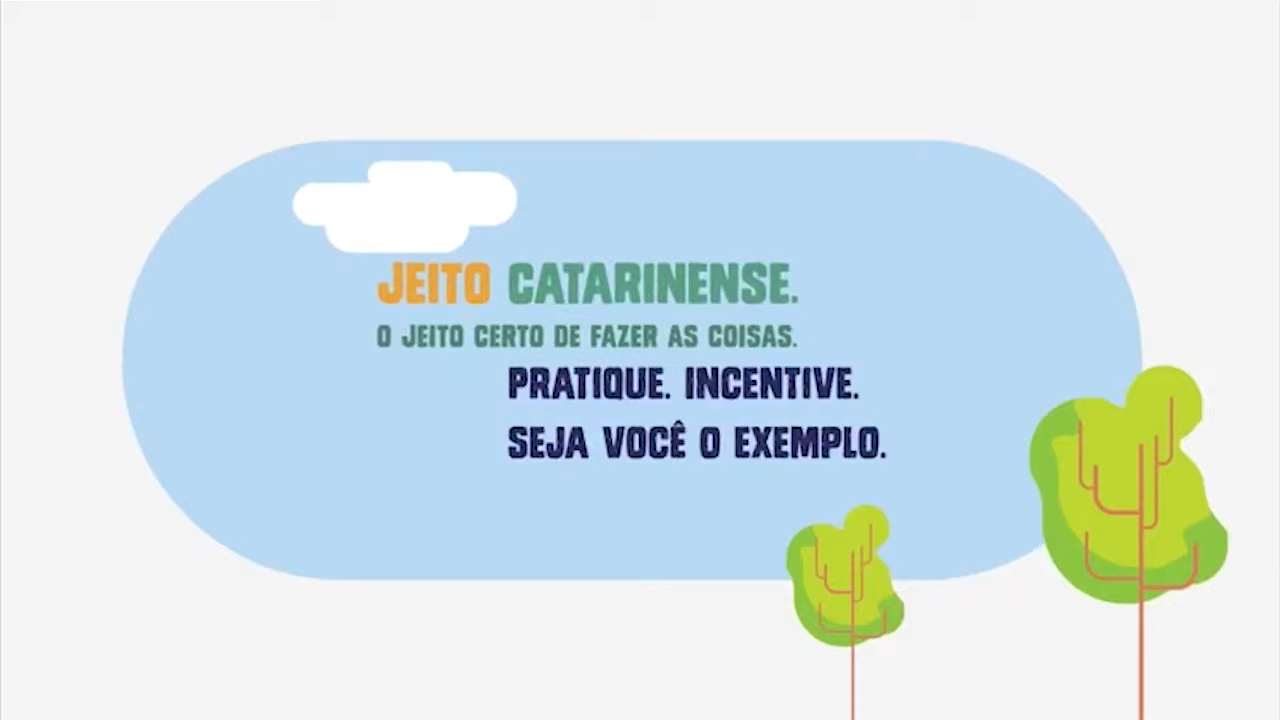 JEITO CATARINENSE.
O JEITO CERTO DE FAZER AS COISAS.
PRATIQUE. INCENTIVE.
SEJA VOCÊ O EXEMPLO.